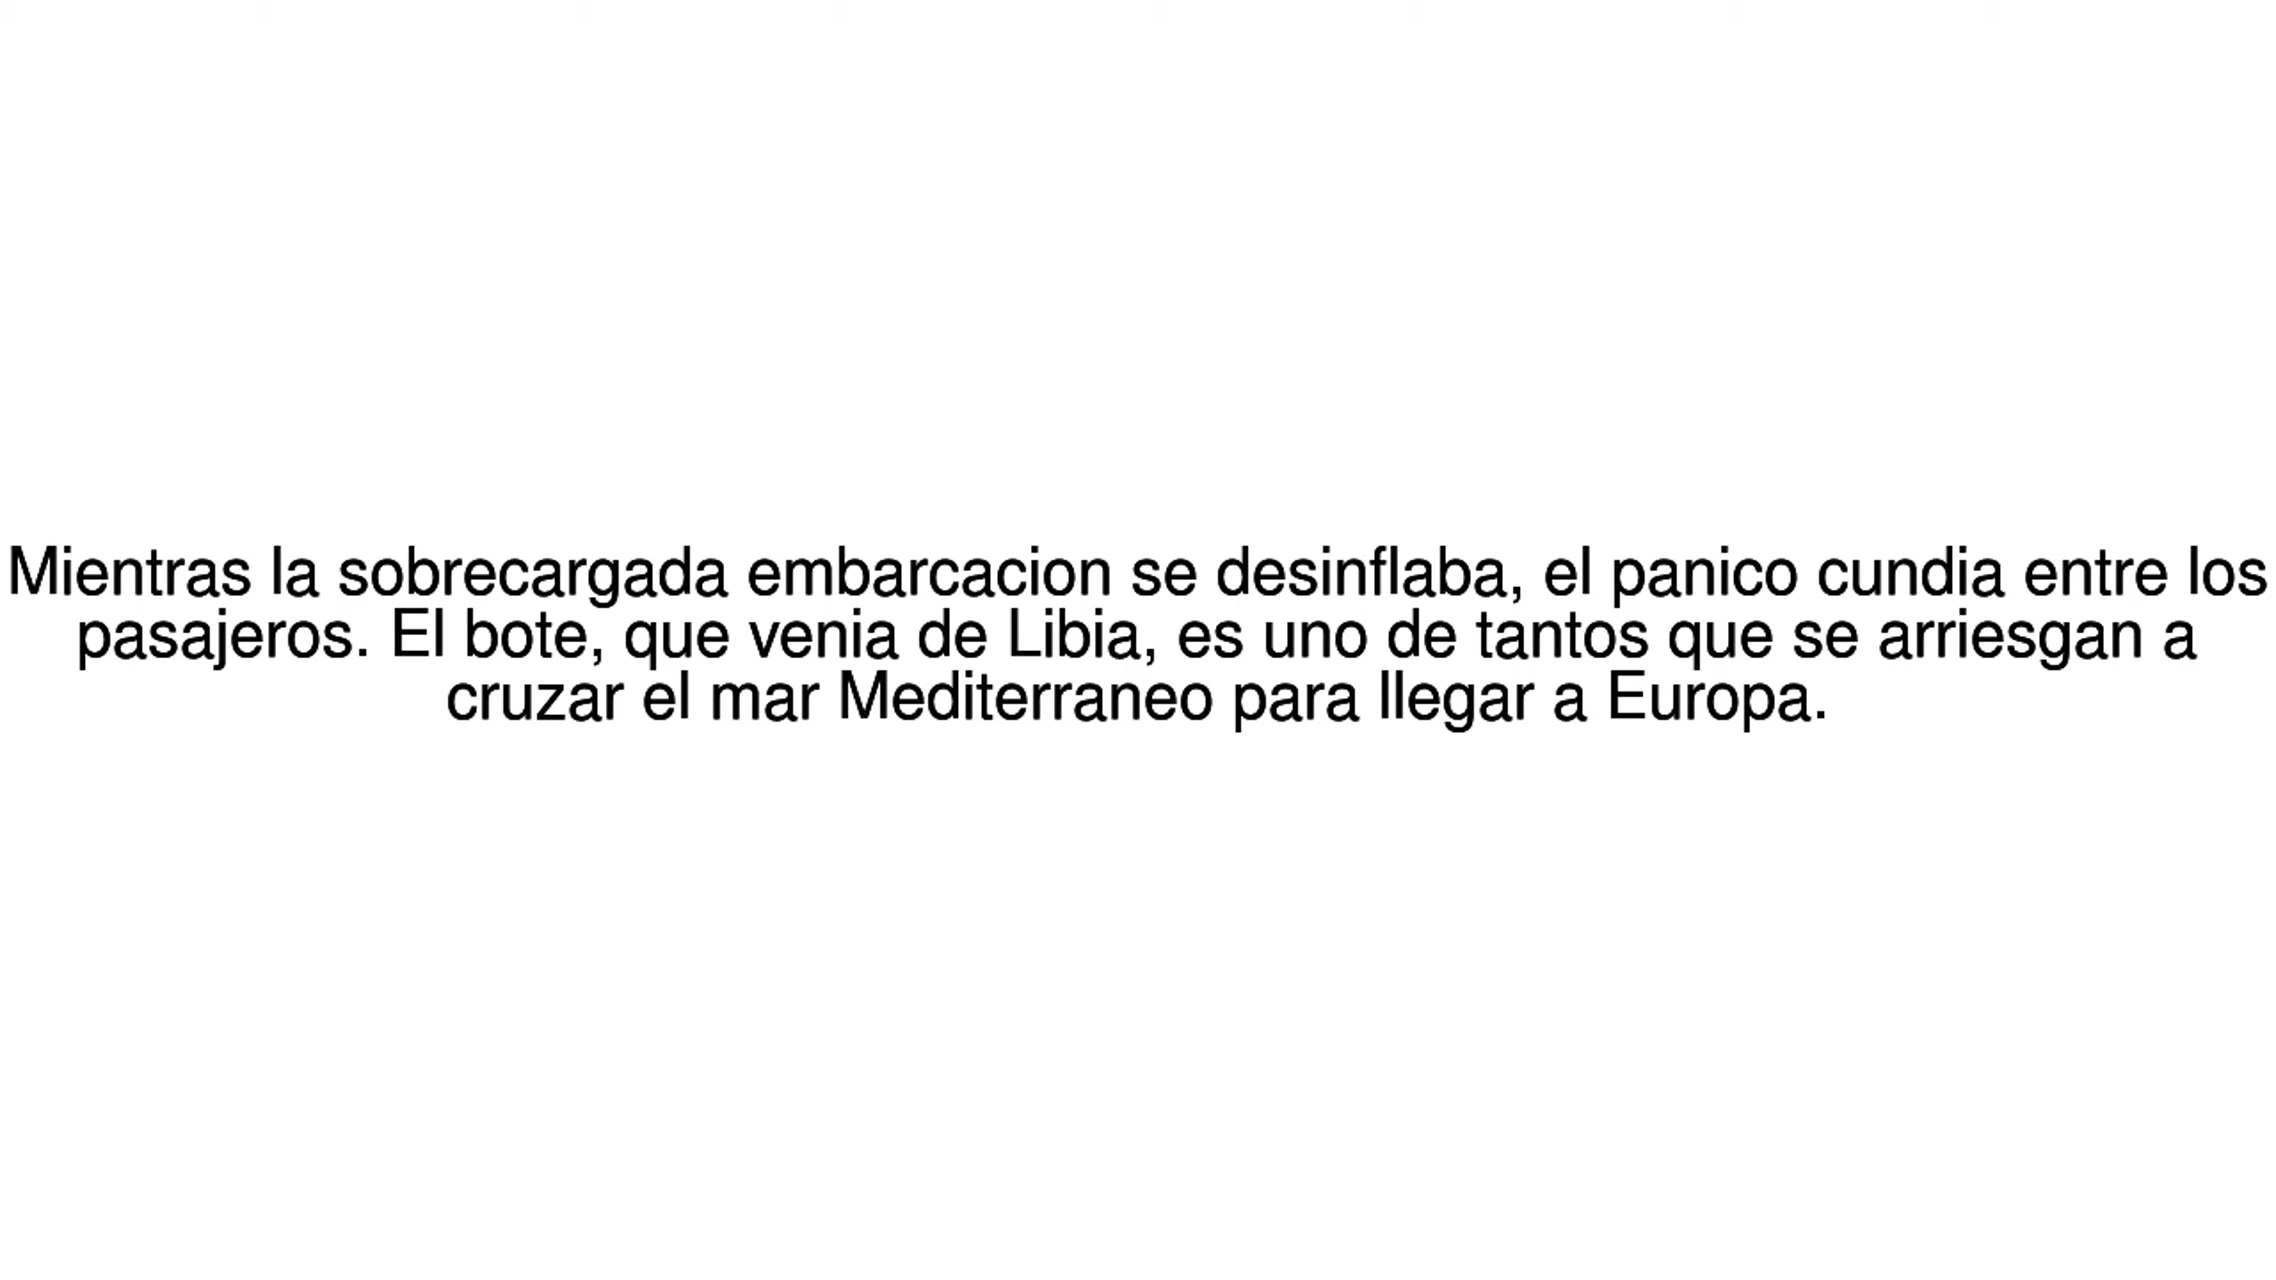 Mientras la sobrecargada embarcacion se desinflaba, el panico cundia entre los
pasajeros. El bote, que venia de Libia, es uno de tantos que se arriesgan a
cruzar el mar Mediterraneo para llegar a Europa.